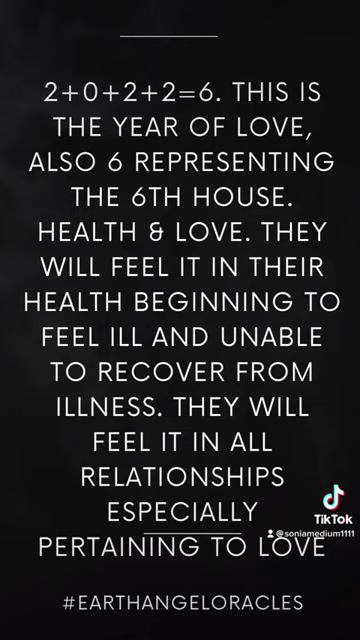 2+0+2+2=6. THIS IS
THE YEAR OF LOVE,
ALSO 6 REPRESENTING
THE 6TH HOUSE.
HEALTH & LOVE. THEY
WILL FEEL IT IN THEIR
HEALTH BEGINNING TO
FEEL ILL AND UNABLE
TO RECOVER FROM
ILLNESS. THEY WILL
FEEL IT IN ALL
RELATIONSHIPS
ESPECIALLY
PERTAINING TO LOVE
TikTok
@soniamedium1111
#EARTHANGELORACLES